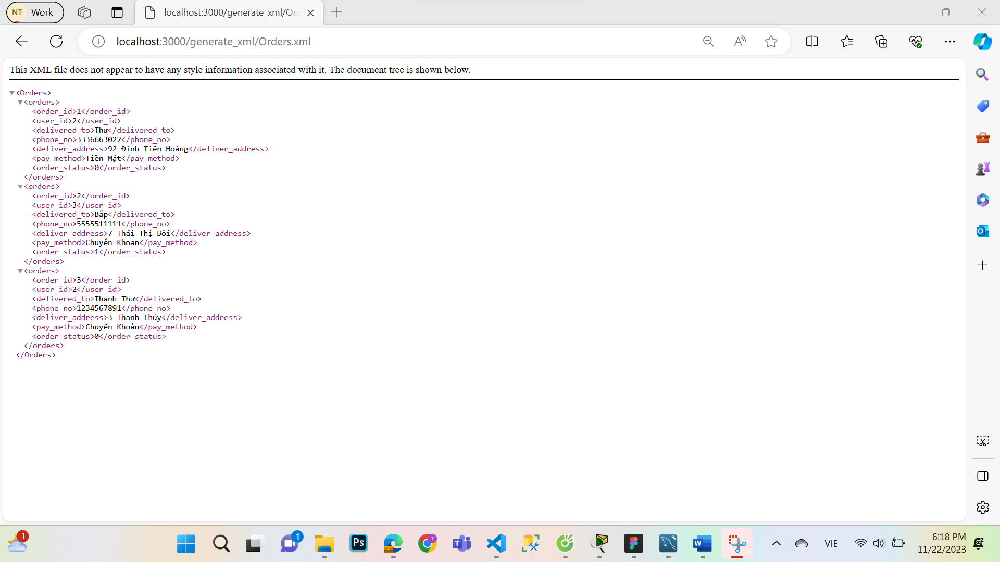 NT Work
localhost:3000/generate_xml/Orc
localhost:3000/generate_xml/Orders.xml
This XML file does not appear to have any style information associated with it. The document tree is shown below.
<Orders>
<orders>
<order_id>1</order_id>
<user_id>2</user_id>
<delivered_to>Thư</delivered_to>
<phone_no>3336663022</phone_no>
<deliver_address>92 Đinh Tiên Hoàng</deliver_address>
<pay_method>Tiền Mặt</pay_method>
<order_status>0</order_status>
</orders>
<orders>
<order_id>2</order_id>
<user_id>3</user_id>
<delivered_to>Bắp</delivered_to>
<phone_no>5555511111</phone_no>
<deliver_address>7 Thái Thị Bôi</deliver_address>
<pay_method>Chuyển Khoản</pay_method>
<order_status>1</order_status>
</orders>
<orders>
<order_id>3</order_id>
<user_id>2</user_id>
<delivered_to>Thanh Thư</delivered_to>
<phone_no>1234567891</phone_no>
<deliver_address>3 Thanh Thủy</deliver_address>
<pay_method>Chuyển Khoản</pay_method>
<order_status>0</order_status>
</orders>
</Orders>
1
1
Ps
T
T
W
VIE
6:18 PM
11/22/2023